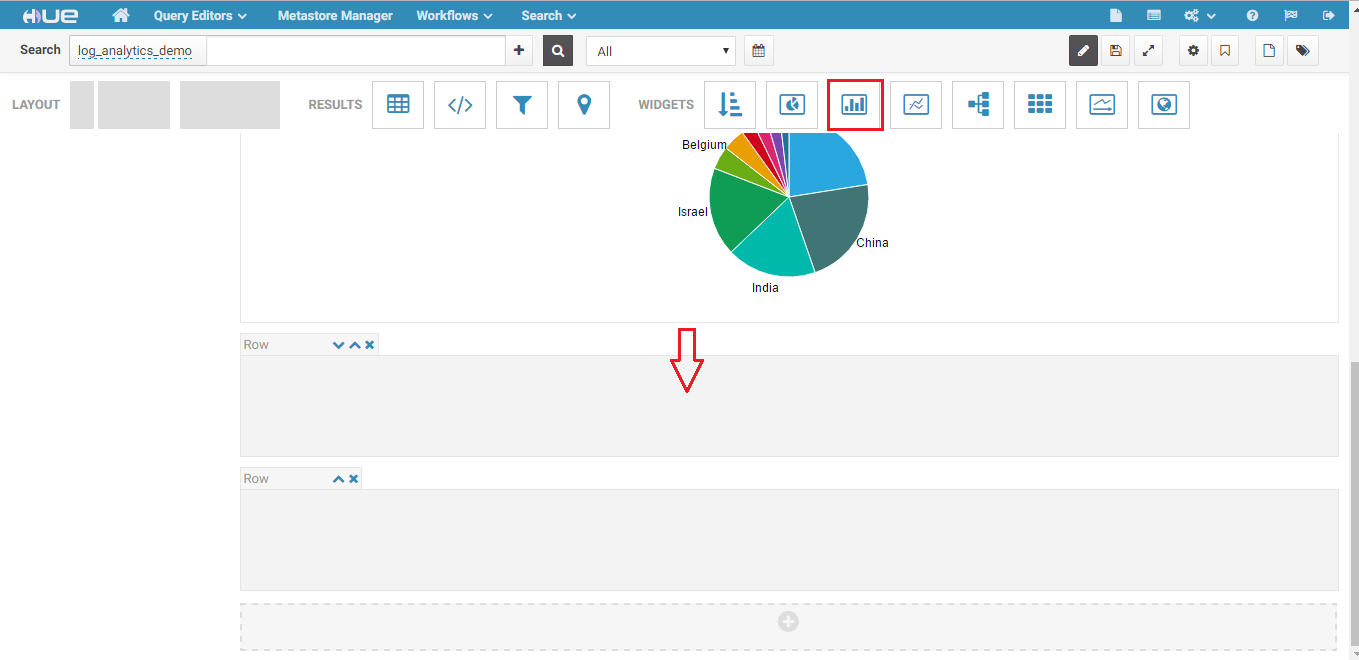 HUE Query Editors Metastore Manager Workflows Search
Search log_analytics_demo All
LAYOUT RESULTS WIDGETS
Belgium
Israel
China
India
Row
Row